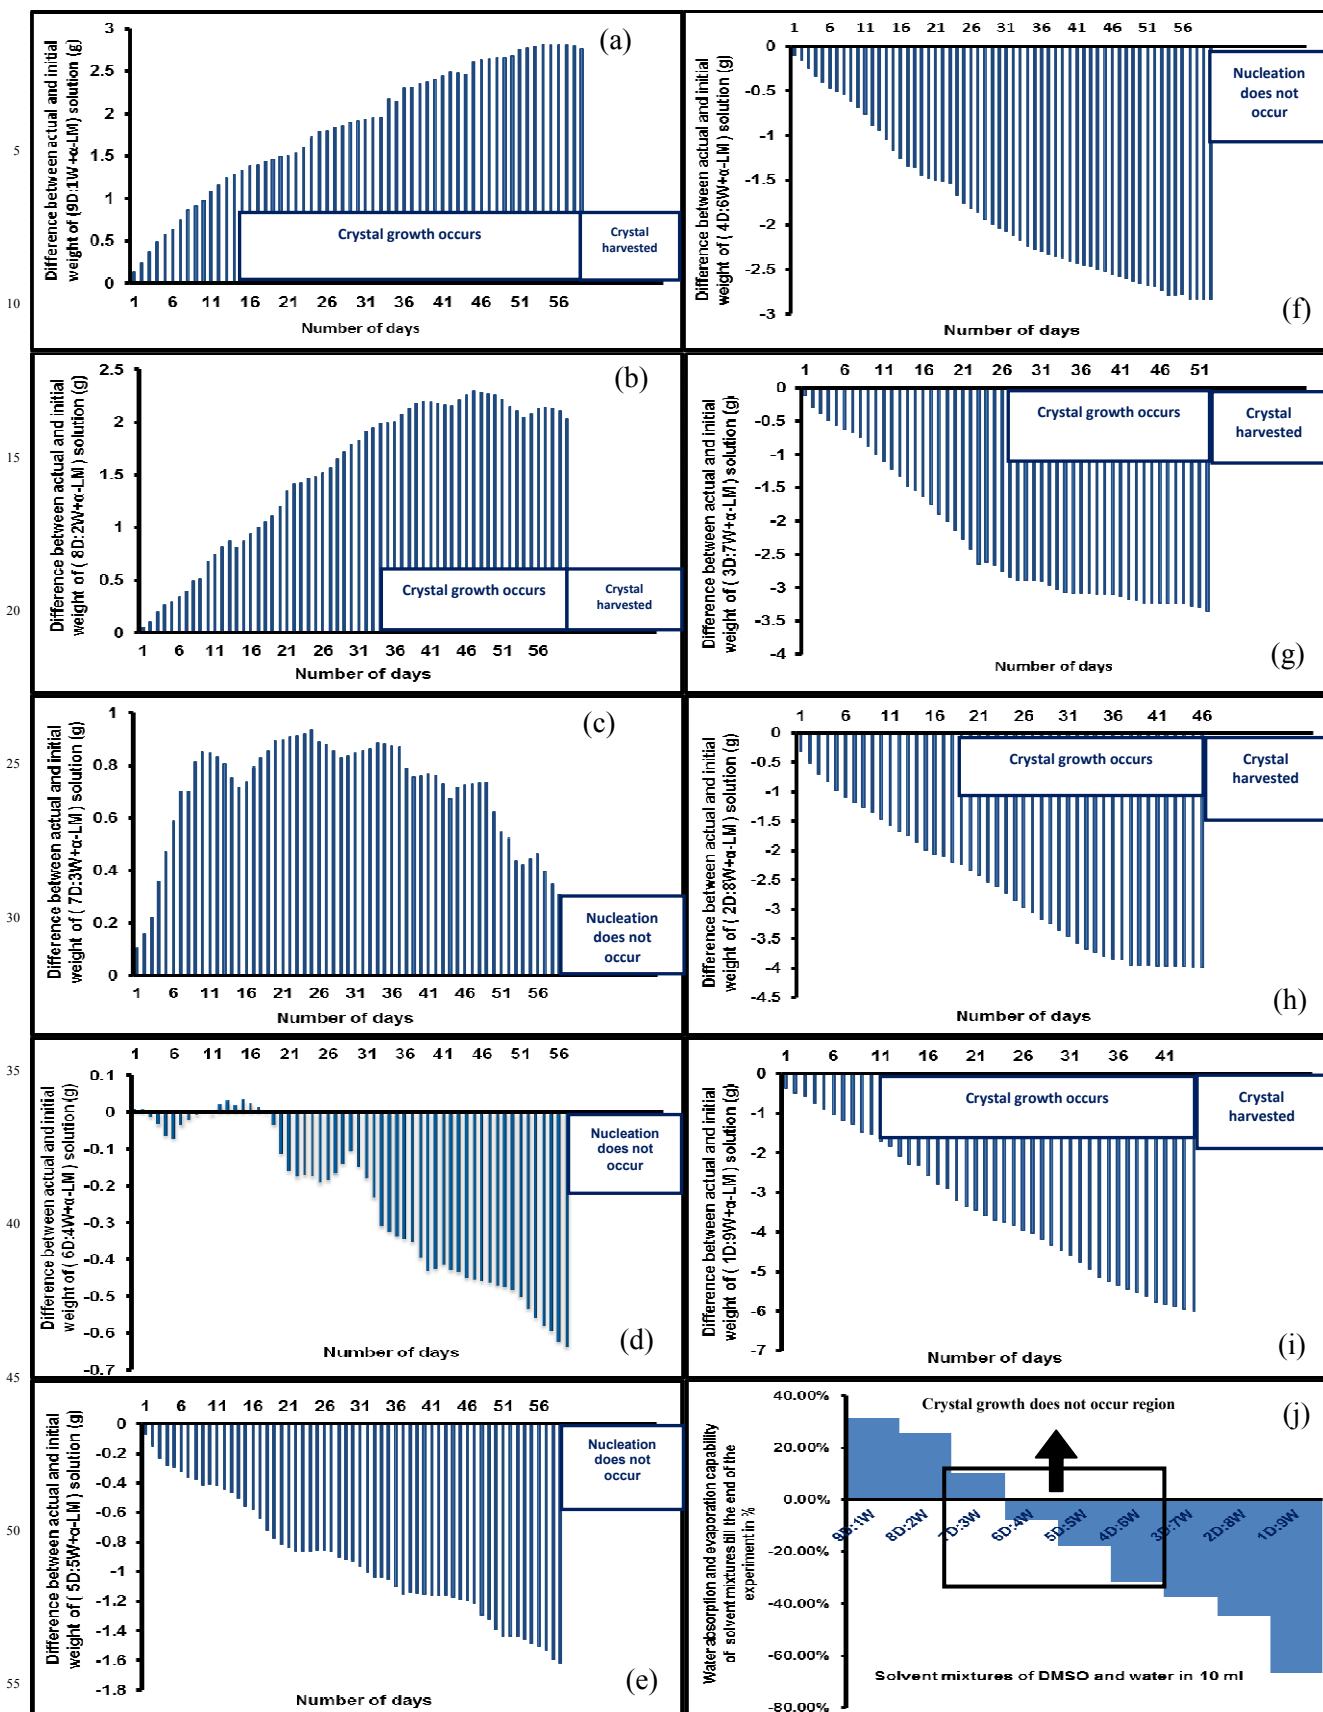 Difference between actual and initial
weight of (9D:1W+α-LM) solution (g)
3
2.5
2
1.5
1
0.5
0
(a)
Crystal growth occurs
Crystal
harvested
1 6 11 16 21 26 31 36 41 46 51 56
Number of days
Difference between actual and initial
weight of ( 8D:2W+α-LM ) solution (g)
2.5
2
1.5
1
0.5
0
(b)
Crystal growth occurs
Crystal
harvested
1 6 11 16 21 26 31 36 41 46 51 56
Number of days
Difference between actual and initial
weight of ( 7D:3W+α-LM ) solution (g)
1
0.8
0.6
0.4
0.2
0
(c)
Nucleation
does not
occur
1 6 11 16 21 26 31 36 41 46 51 56
Number of days
Difference between actual and initial
weight of ( 6D:4W+α-LM ) solution (g)
1 6 11 16 21 26 31 36 41 46 51 56
0.1
0
-0.1
-0.2
-0.3
-0.4
-0.5
-0.6
-0.7
Nucleation
does not
occur
(d)
Number of days
Difference between actual and initial
weight of ( 5D:5W+α-LM ) solution (g)
1 6 11 16 21 26 31 36 41 46 51 56
0
-0.2
-0.4
-0.6
-0.8
-1
-1.2
-1.4
-1.6
-1.8
Nucleation
does not
occur
(e)
Number of days
Difference between actual and initial
weight of ( 4D:6W+α-LM ) solution (g)
1 6 11 16 21 26 31 36 41 46 51 56
0
-0.5
-1
-1.5
-2
-2.5
-3
Nucleation
does not
occur
(f)
Number of days
Difference between actual and initial
weight of ( 3D:7W+α-LM ) solution (g)
1 6 11 16 21 26 31 36 41 46 51
0
-0.5
-1
-1.5
-2
-2.5
-3
-3.5
-4
Crystal growth occurs
Crystal
harvested
(g)
Number of days
Difference between actual and initial
weight of ( 2D:8W+α-LM ) solution (g)
1 6 11 16 21 26 31 36 41 46
0
-0.5
-1
-1.5
-2
-2.5
-3
-3.5
-4
-4.5
Crystal growth occurs
Crystal
harvested
(h)
Number of days
Difference between actual and initial
weight of ( 1D:9W+α-LM ) solution (g)
1 6 11 16 21 26 31 36 41
0
-1
-2
-3
-4
-5
-6
-7
Crystal growth occurs
Crystal
harvested
(i)
Number of days
Water absorption and evaporation capability
of solvent mixtures till the end of the
experiment in %
40.00%
20.00%
0.00%
-20.00%
-40.00%
-60.00%
-80.00%
Crystal growth does not occur region
(j)
9D:1W 8D:2W 7D:3W 6D:4W 5D:5W 4D:6W 3D:7W 2D:8W 1D:9W
Solvent mixtures of DMSO and water in 10 ml
5
10
15
20
25
30
35
40
45
50
55